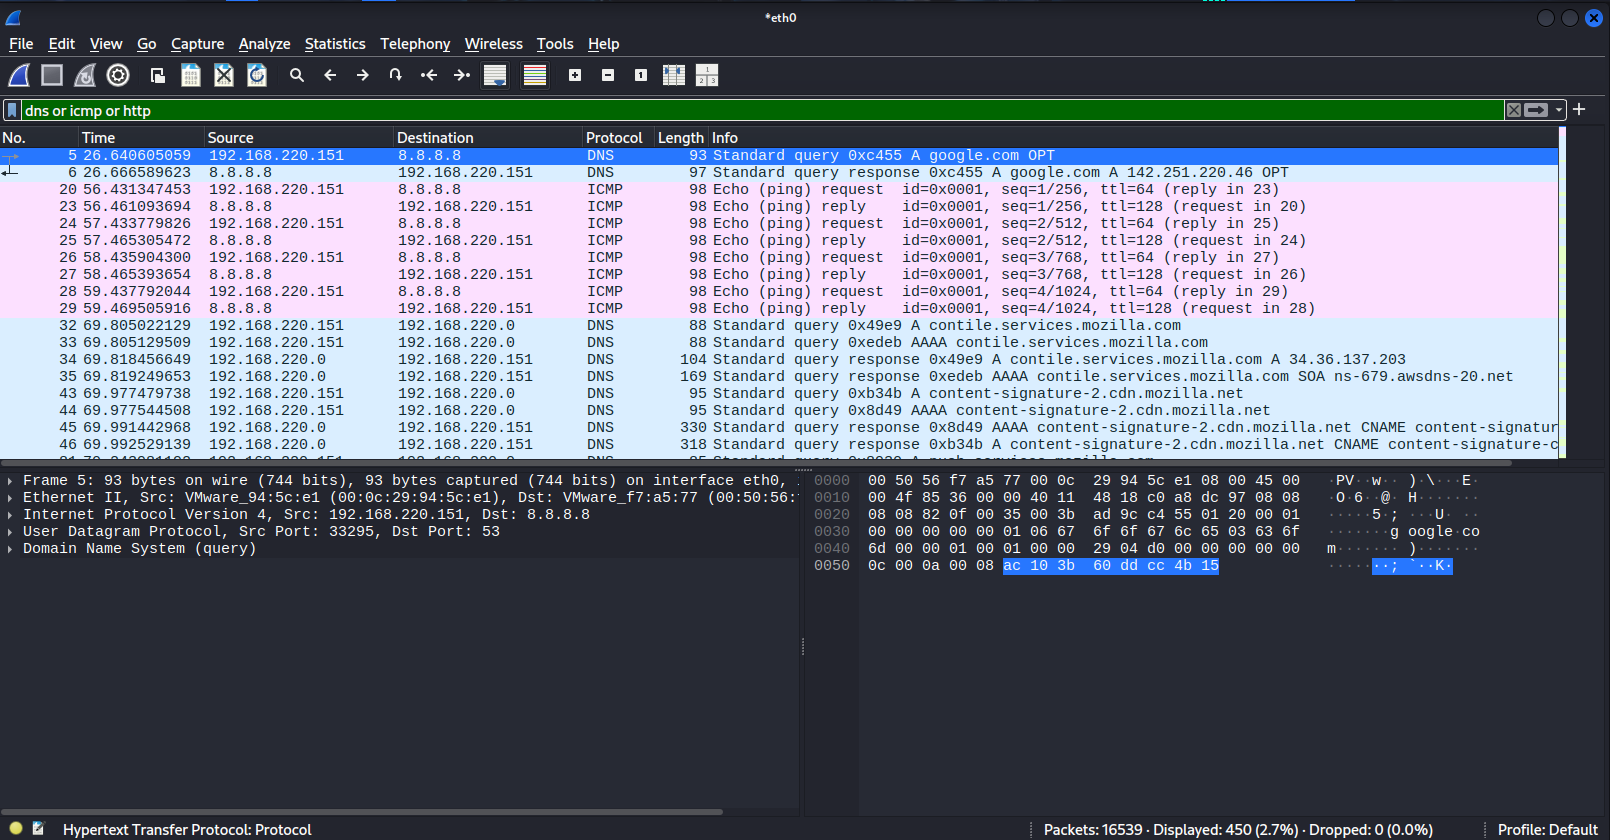 *eth0
File Edit View Go Capture Analyze Statistics Telephony Wireless Tools Help
dns or icmp or http
No. Time Source Destination Protocol Length Info
5 26.640605059 192.168.220.151 8.8.8.8 DNS 93 Standard query 0xc455 A google.com OPT
6 26.666589623 8.8.8.8 192.168.220.151 DNS 97 Standard query response 0xc455 A google.com A 142.251.220.46 OPT
20 56.431347453 192.168.220.151 8.8.8.8 ICMP 98 Echo (ping) request id=0x0001, seq=1/256, ttl=64 (reply in 23)
23 56.461093694 8.8.8.8 192.168.220.151 ICMP 98 Echo (ping) reply id=0x0001, seq=1/256, ttl=128 (request in 20)
24 57.433779826 192.168.220.151 8.8.8.8 ICMP 98 Echo (ping) request id=0x0001, seq=2/512, ttl=64 (reply in 25)
25 57.465305472 8.8.8.8 192.168.220.151 ICMP 98 Echo (ping) reply id=0x0001, seq=2/512, ttl=128 (request in 24)
26 58.435904300 192.168.220.151 8.8.8.8 ICMP 98 Echo (ping) request id=0x0001, seq=3/768, ttl=64 (reply in 27)
27 58.465393654 8.8.8.8 192.168.220.151 ICMP 98 Echo (ping) reply id=0x0001, seq=3/768, ttl=128 (request in 26)
28 59.437792044 192.168.220.151 8.8.8.8 ICMP 98 Echo (ping) request id=0x0001, seq=4/1024, ttl=64 (reply in 29)
29 59.469505916 8.8.8.8 192.168.220.151 ICMP 98 Echo (ping) reply id=0x0001, seq=4/1024, ttl=128 (request in 28)
32 69.805022129 192.168.220.151 192.168.220.0 DNS 88 Standard query 0x49e9 A contile.services.mozilla.com
33 69.805129509 192.168.220.151 192.168.220.0 DNS 88 Standard query 0xedeb AAAA contile.services.mozilla.com
34 69.818456649 192.168.220.0 192.168.220.151 DNS 104 Standard query response 0x49e9 A contile.services.mozilla.com A 34.36.137.203
35 69.819249653 192.168.220.0 192.168.220.151 DNS 169 Standard query response 0xedeb AAAA contile.services.mozilla.com SOA ns-679.awsdns-20.net
43 69.977479738 192.168.220.151 192.168.220.0 DNS 95 Standard query 0xb34b A content-signature-2.cdn.mozilla.net
44 69.977544508 192.168.220.151 192.168.220.0 DNS 95 Standard query 0x8d49 AAAA content-signature-2.cdn.mozilla.net
45 69.991442968 192.168.220.0 192.168.220.151 DNS 330 Standard query response 0x8d49 AAAA content-signature-2.cdn.mozilla.net CNAME content-signatur
46 69.992529139 192.168.220.0 192.168.220.151 DNS 318 Standard query response 0xb34b A content-signature-2.cdn.mozilla.net CNAME content-signature-c
Frame 5: 93 bytes on wire (744 bits), 93 bytes captured (744 bits) on interface eth0,
Ethernet II, Src: VMware_94:5c:e1 (00:0c:29:94:5c:e1), Dst: VMware_f7:a5:77 (00:50:56:
Internet Protocol Version 4, Src: 192.168.220.151, Dst: 8.8.8.8
User Datagram Protocol, Src Port: 33295, Dst Port: 53
Domain Name System (query)
0000 00 50 56 f7 a5 77 00 0c 29 94 5c e1 08 00 45 00 ·PV··w·· )·\···E·
0010 00 4f 85 36 00 00 40 11 48 18 c0 a8 dc 97 08 08 ·O·6··@· H·······
0020 08 08 82 0f 00 35 00 3b ad 9c c4 55 01 20 00 01 ·····5·; ···U· ··
0030 00 00 00 00 00 01 06 67 6f 6f 67 6c 65 03 63 6f ·······g oogle·co
0040 6d 00 00 01 00 01 00 00 29 04 d0 00 00 00 00 00 m······· )·······
0050 0c 00 0a 00 08 ac 10 3b 60 dd cc 4b 15 ·······; `··K·
Hypertext Transfer Protocol: Protocol
Packets: 16539 · Displayed: 450 (2.7%) · Dropped: 0 (0.0%)
Profile: Default